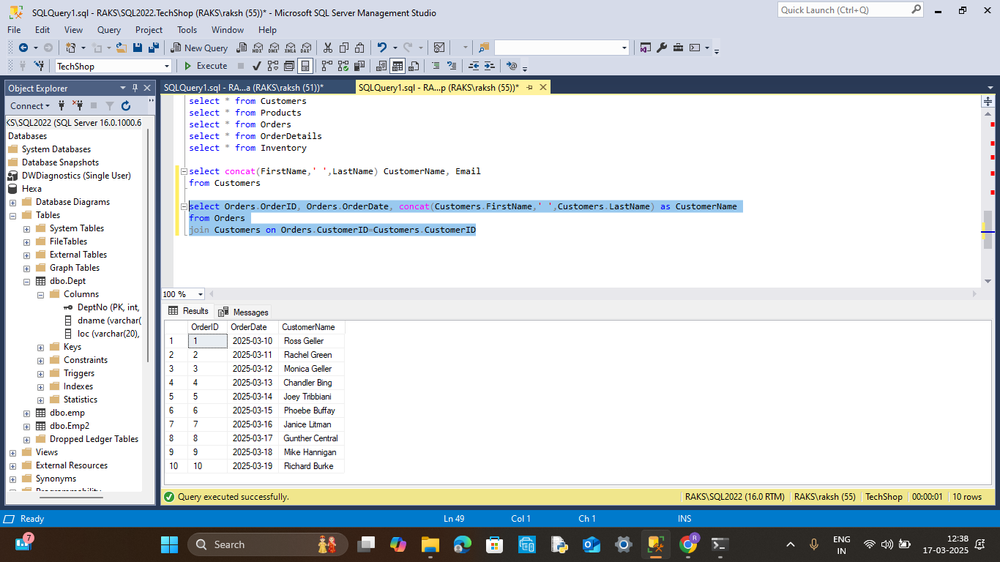 SQLQuery1.sql - RAKS\SQL2022.TechShop (RAKS\raksh (55))* - Microsoft SQL Server Management Studio
Quick Launch (Ctrl+Q)
File Edit View Query Project Tools Window Help
New Query MDX DMX XMLA DAX
TechShop Execute
Object Explorer
SQLQuery1.sql - RA...a (RAKS\raksh (51))* SQLQuery1.sql - RA...p (RAKS\raksh (55))*
Connect
KS\SQL2022 (SQL Server 16.0.1000.6
Databases
System Databases
Database Snapshots
DWDiagnostics (Single User)
Hexa
Database Diagrams
Tables
System Tables
FileTables
External Tables
Graph Tables
dbo.Dept
Columns
DeptNo (PK, int,
dname (varchar(
loc (varchar(20),
Keys
Constraints
Triggers
Indexes
Statistics
dbo.emp
dbo.Emp2
Dropped Ledger Tables
Views
External Resources
Synonyms
Programmability
select * from Customers
select * from Products
select * from Orders
select * from OrderDetails
select * from Inventory
select concat(FirstName,' ',LastName) CustomerName, Email
from Customers
select Orders.OrderID, Orders.OrderDate, concat(Customers.FirstName,' ',Customers.LastName) as CustomerName
from Orders
join Customers on Orders.CustomerID=Customers.CustomerID
100 %
Results Messages
OrderID OrderDate CustomerName
1 1 2025-03-10 Ross Geller
2 2 2025-03-11 Rachel Green
3 3 2025-03-12 Monica Geller
4 4 2025-03-13 Chandler Bing
5 5 2025-03-14 Joey Tribbiani
6 6 2025-03-15 Phoebe Buffay
7 7 2025-03-16 Janice Litman
8 8 2025-03-17 Gunther Central
9 9 2025-03-18 Mike Hannigan
10 10 2025-03-19 Richard Burke
Query executed successfully. RAKS\SQL2022 (16.0 RTM) RAKS\raksh (55) TechShop 00:00:01 10 rows
Ready Ln 49 Col 1 Ch 1 INS
7 Search R ENG 12:38
IN 17-03-2025